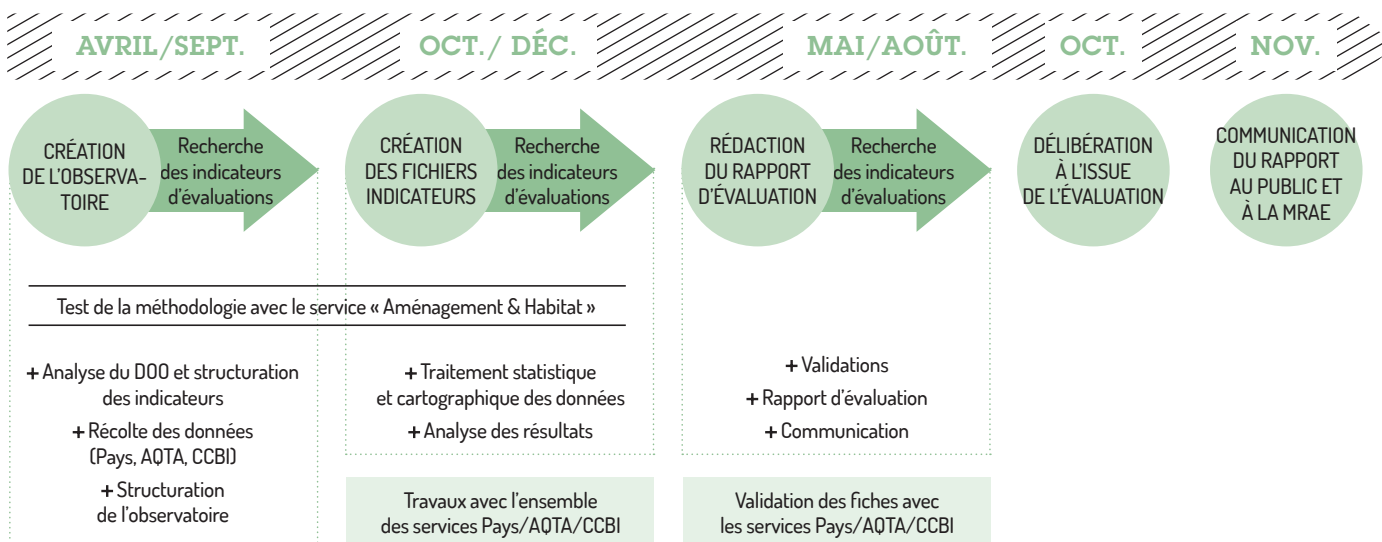 AVRIL/SEPT.
OCT./ DÉC.
MAI/AOÛT.
OCT.
NOV.
CRÉATION
DE L'OBSERVA-
TOIRE
Recherche
des indicateurs
d'évaluations
CRÉATION
DES FICHIERS
INDICATEURS
Recherche
des indicateurs
d'évaluations
RÉDACTION
DU RAPPORT
D'ÉVALUATION
Recherche
des indicateurs
d'évaluations
DÉLIBÉRATION
À L'ISSUE
DE L'ÉVALUATION
COMMUNICATION
DU RAPPORT
AU PUBLIC ET
À LA MRAE
Test de la méthodologie avec le service « Aménagement & Habitat »
+ Analyse du DOO et structuration
des indicateurs
+ Récolte des données
(Pays, AQTA, CCBI)
+ Structuration
de l'observatoire
+ Traitement statistique
et cartographique des données
+ Analyse des résultats
Travaux avec l'ensemble
des services Pays/AQTA/CCBI
+ Validations
+ Rapport d'évaluation
+ Communication
Validation des fiches avec
les services Pays/AQTA/CCBI